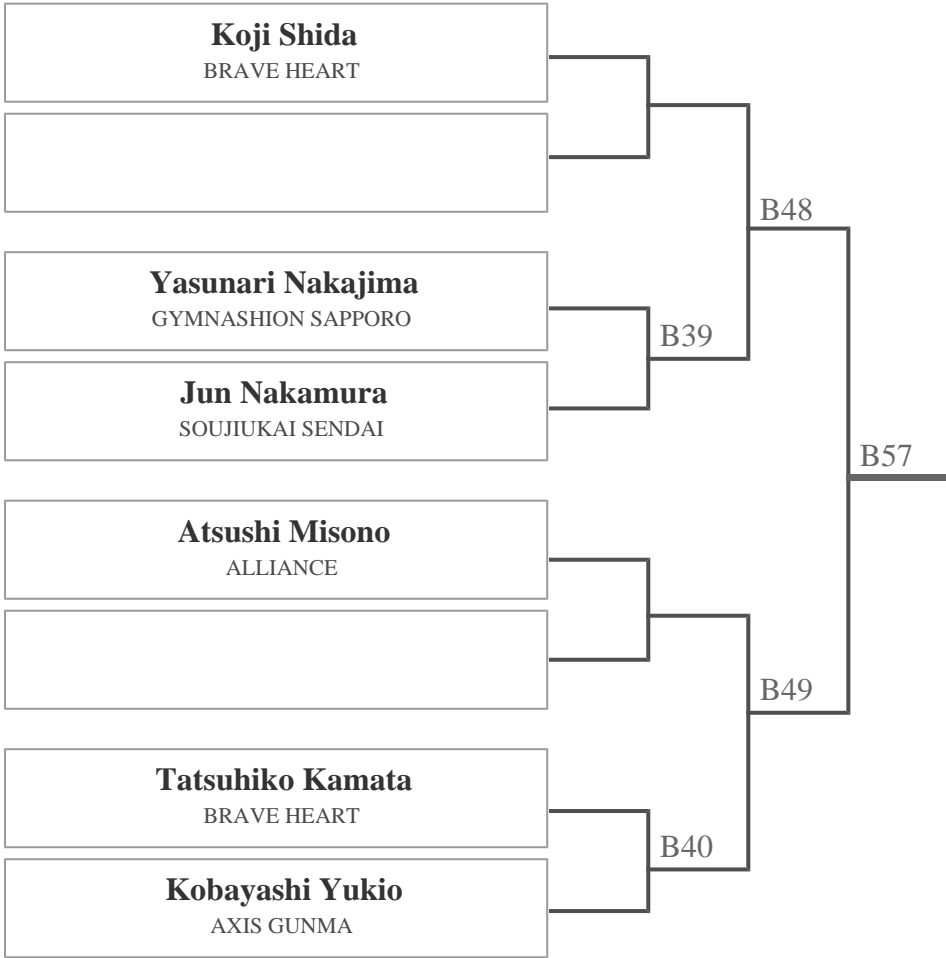 Koji Shida
BRAVE HEART
B48
Yasunari Nakajima
GYMNASHION SAPPORO
B39
Jun Nakamura
SOUJIUKAI SENDAI
B57
Atsushi Misono
ALLIANCE
B49
Tatsuhiko Kamata
BRAVE HEART
B40
Kobayashi Yukio
AXIS GUNMA